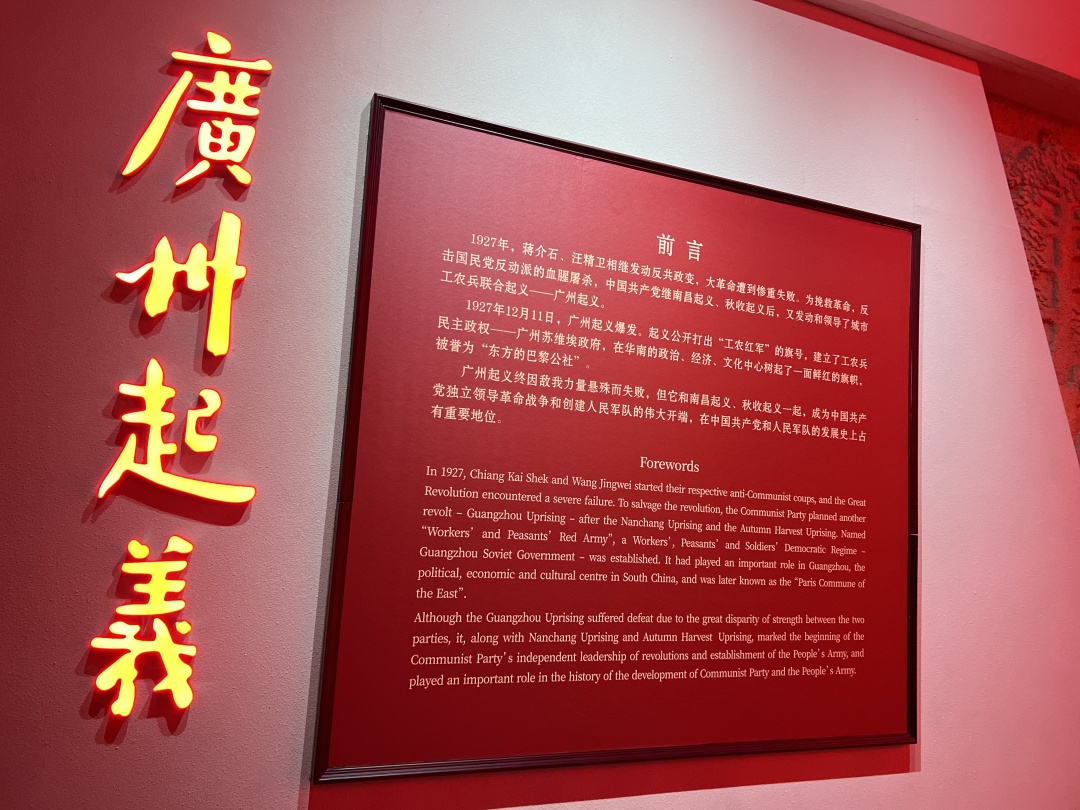 廣州起義
前言
1927年，蒋介石、汪精卫相继发动反共政变，大革命遭到惨重失败。为挽救革命，反
击国民党反动派的血腥屠杀，中国共产党继南昌起义、秋收起义后，又发动和领导了城市
工农兵联合起义——广州起义。
1927年12月11日，广州起义爆发。起义公开打出“工农红军”的旗号，建立了工农兵
民主政权——广州苏维埃政府，在华南的政治、经济、文化中心树起了一面鲜红的旗帜，
被誉为“东方的巴黎公社”。
广州起义终因敌我力量悬殊而失败，但它和南昌起义、秋收起义一起，成为中国共产
党独立领导革命战争和创建人民军队的伟大开端，在中国共产党和人民军队的发展史上占
有重要地位。
Forewords
In 1927, Chiang Kai Shek and Wang Jingwei started their respective anti-Communist coups, and the Great
Revolution encountered a severe failure. To salvage the revolution, the Communist Party planned another
revolt – Guangzhou Uprising – after the Nanchang Uprising and the Autumn Harvest Uprising. Named
“Workers’ and Peasants’ Red Army”, a Workers’, Peasants’ and Soldiers’ Democratic Regime –
Guangzhou Soviet Government – was established. It had played an important role in Guangzhou, the
political, economic and cultural centre in South China, and was later known as the “Paris Commune of
the East”.
Although the Guangzhou Uprising suffered defeat due to the great disparity of strength between the two
parties, it, along with Nanchang Uprising and Autumn Harvest Uprising, marked the beginning of the
Communist Party’s independent leadership of revolutions and establishment of the People’s Army, and
played an important role in the history of the development of Communist Party and the People’s Army.